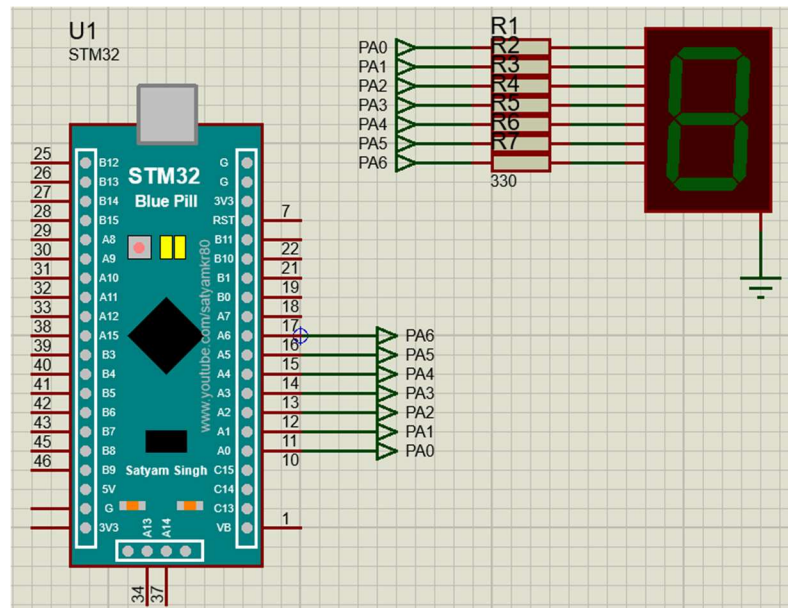 U1
STM32
STM32
Blue Pill
25 B12
26 B13
27 B14
28 B15
29 A8
30 A9
31 A10
32 A11
33 A12
38 A15
39 B3
40 B4
41 B5
42 B6
43 B7
45 B8
46 B9
5V
G
3V3
G
G
3V3
RST 7
B11 22
B10 21
B1 19
B0 18
A7 17
A6 16
A5 15
A4 14
A3 13
A2 12
A1 11
A0 10
C15
C14
C13
VB 1
www.youtube.com/satyamkr80
Satyam Singh
A13
A14
34
37
PA6
PA5
PA4
PA3
PA2
PA1
PA0
PA0
PA1
PA2
PA3
PA4
PA5
PA6
R1
R2
R3
R4
R5
R6
R7
330